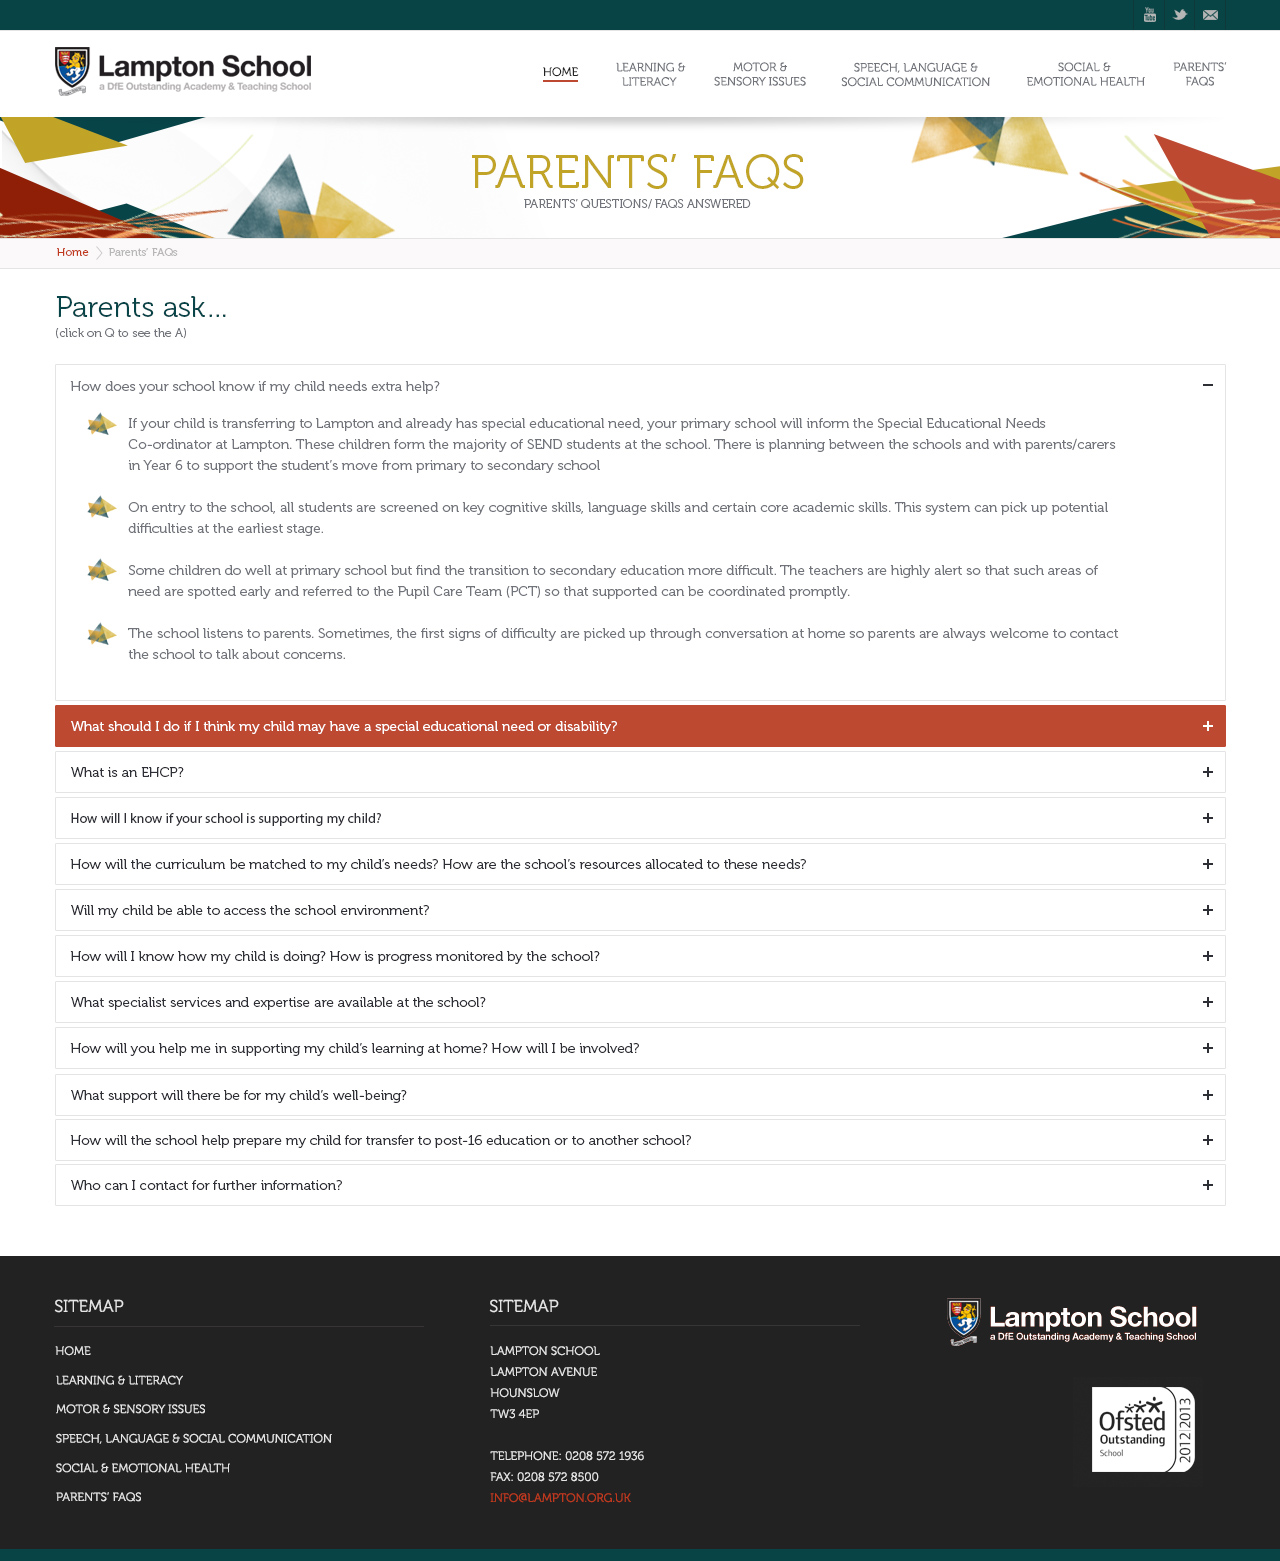 You
Tube
Lampton School
a DfE Outstanding Academy & Teaching School
HOME
LEARNING &
LITERACY
MOTOR &
SENSORY ISSUES
SPEECH, LANGUAGE &
SOCIAL COMMUNICATION
SOCIAL &
EMOTIONAL HEALTH
PARENTS'
FAQS
PARENTS' FAQS
PARENTS' QUESTIONS/ FAQS ANSWERED
Home
Parents' FAQs
Parents ask...
(click on Q to see the A)
How does your school know if my child needs extra help?
If your child is transferring to Lampton and already has special educational need, your primary school will inform the Special Educational Needs
Co-ordinator at Lampton. These children form the majority of SEND students at the school. There is planning between the schools and with parents/carers
in Year 6 to support the student's move from primary to secondary school
On entry to the school, all students are screened on key cognitive skills, language skills and certain core academic skills. This system can pick up potential
difficulties at the earliest stage.
Some children do well at primary school but find the transition to secondary education more difficult. The teachers are highly alert so that such areas of
need are spotted early and referred to the Pupil Care Team (PCT) so that supported can be coordinated promptly.
The school listens to parents. Sometimes, the first signs of difficulty are picked up through conversation at home so parents are always welcome to contact
the school to talk about concerns.
What should I do if I think my child may have a special educational need or disability?
What is an EHCP?
How will I know if your school is supporting my child?
How will the curriculum be matched to my child's needs? How are the school's resources allocated to these needs?
Will my child be able to access the school environment?
How will I know how my child is doing? How is progress monitored by the school?
What specialist services and expertise are available at the school?
How will you help me in supporting my child's learning at home? How will I be involved?
What support will there be for my child's well-being?
How will the school help prepare my child for transfer to post-16 education or to another school?
Who can I contact for further information?
SITEMAP
HOME
LEARNING & LITERACY
MOTOR & SENSORY ISSUES
SPEECH, LANGUAGE & SOCIAL COMMUNICATION
SOCIAL & EMOTIONAL HEALTH
PARENTS' FAQS
SITEMAP
LAMPTON SCHOOL
LAMPTON AVENUE
HOUNSLOW
TW3 4EP
TELEPHONE: 0208 572 1936
FAX: 0208 572 8500
INFO@LAMPTON.ORG.UK
Lampton School
a DfE Outstanding Academy & Teaching School
Ofsted
Outstanding
School
2012|2013